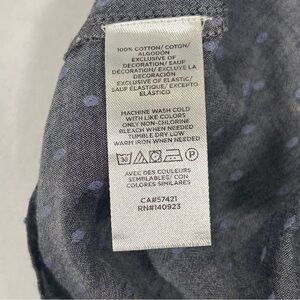 100% COTTON/ COTON/
ALGODÓN
EXCLUSIVE OF
DECORATION/SAUF
DÉCORATION/ EXCLUYE LA
DECORACIÓN
EXCLUSIVE OF ELASTIC/
SAUF ÉLASTIQUE/ EXCEPTO
ELÁSTICO
MACHINE WASH COLD
WITH LIKE COLORS
ONLY NON-CHLORINE
BLEACH WHEN NEEDED
TUMBLE DRY LOW
WARM IRON WHEN NEEDED
30 P
AVEC DES COULEURS
SEMBLABLES/ CON
COLORES SIMILARES
CA#57421
RN#140923